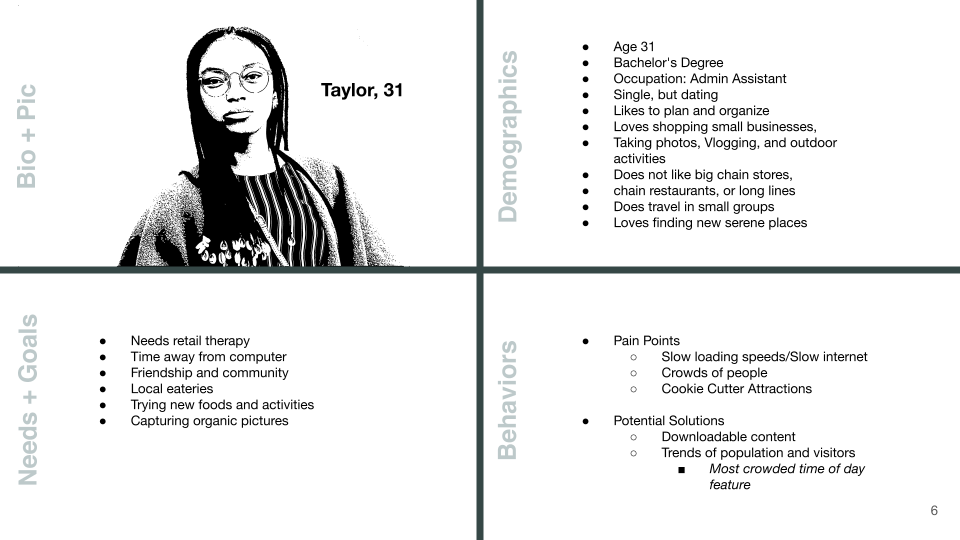 Bio + Pic
Taylor, 31
Demographics
● Age 31
● Bachelor's Degree
● Occupation: Admin Assistant
● Single, but dating
● Likes to plan and organize
● Loves shopping small businesses,
● Taking photos, Vlogging, and outdoor
activities
● Does not like big chain stores,
● chain restaurants, or long lines
● Does travel in small groups
● Loves finding new serene places
Needs + Goals
● Needs retail therapy
● Time away from computer
● Friendship and community
● Local eateries
● Trying new foods and activities
● Capturing organic pictures
Behaviors
● Pain Points
○ Slow loading speeds/Slow internet
○ Crowds of people
○ Cookie Cutter Attractions
● Potential Solutions
○ Downloadable content
○ Trends of population and visitors
■ Most crowded time of day
feature
6